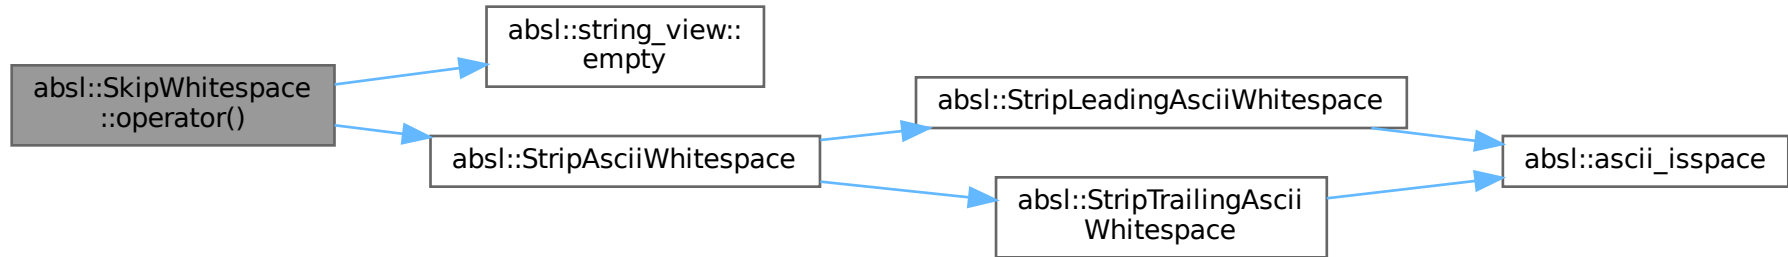 absl::SkipWhitespace
::operator()
absl::string_view::
empty
absl::StripAsciiWhitespace
absl::StripLeadingAsciiWhitespace
absl::StripTrailingAscii
Whitespace
absl::ascii_isspace